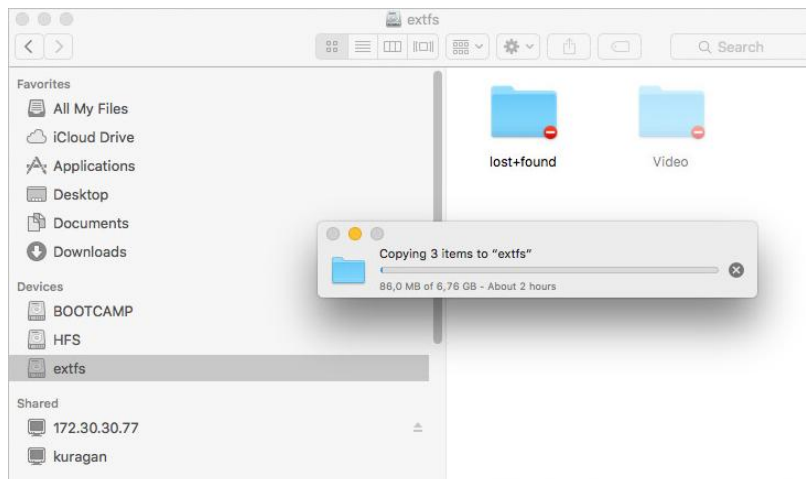 extfs
Search
Favorites
All My Files
iCloud Drive
Applications
Desktop
Documents
Downloads
Devices
BOOTCAMP
HFS
extfs
Shared
172.30.30.77
kuragan
lost+found
Video
Copying 3 items to “extfs”
86,0 MB of 6,76 GB - About 2 hours